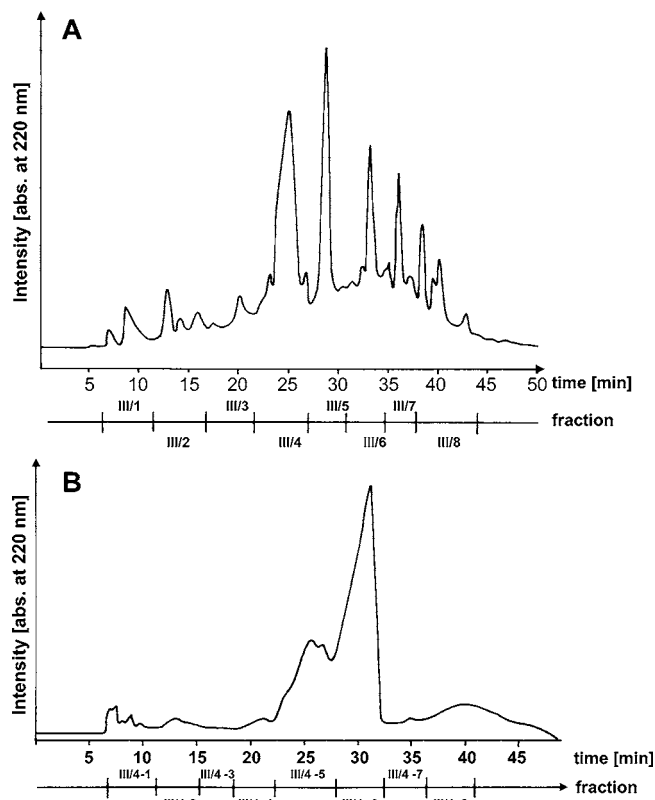 A
Intensity [abs. at 220 nm]
5 10 15 20 25 30 35 40 45 50 time [min]
III/1 III/3 III/5 III/7
fraction
III/2 III/4 III/6 III/8
B
Intensity [abs. at 220 nm]
5 10 15 20 25 30 35 40 45 time [min]
III/4 -1 III/4 -3 III/4 -5 III/4 -7
fraction